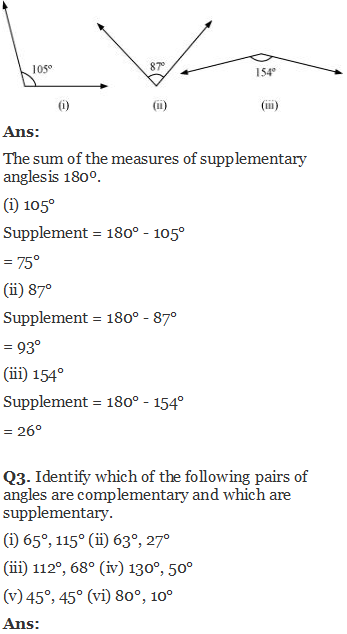 105° 87° 154°
(i) (ii) (iii)
Ans:
The sum of the measures of supplementary
anglesis 180º.
(i) 105°
Supplement = 180° - 105°
= 75°
(ii) 87°
Supplement = 180° - 87°
= 93°
(iii) 154°
Supplement = 180° - 154°
= 26°
Q3. Identify which of the following pairs of
angles are complementary and which are
supplementary.
(i) 65°, 115° (ii) 63°, 27°
(iii) 112°, 68° (iv) 130°, 50°
(v) 45°, 45° (vi) 80°, 10°
Ans: